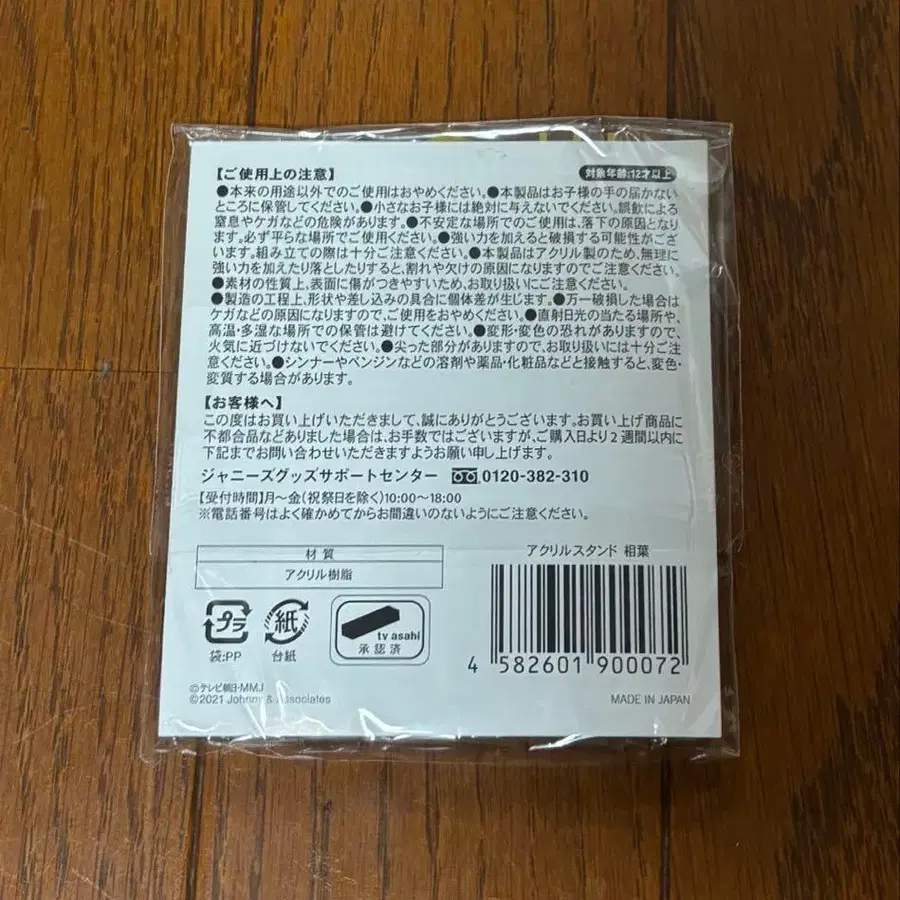 【ご使用上の注意】
対象年齢:12才以上
●本来の用途以外でのご使用はおやめください。●本製品はお子様の手の届かない
ところに保管してください。●小さなお子様には絶対に与えないでください。誤飲による
窒息やケガなどの危険があります。●不安定な場所でのご使用は、落下の原因となり
ます。必ず平らな場所でご使用ください。●強い力を加えると破損する可能性がござ
います。組み立ての際は十分ご注意ください。●本製品はアクリル製のため、無理に
強い力を加えたり落としたりすると、割れや欠けの原因になりますのでご注意ください。
●素材の性質上、表面に傷がつきやすいため、お取り扱いにご注意ください。
●製造の工程上、形状や差し込みの具合に個体差が生じます。●万一破損した場合は
ケガなどの原因になりますので、ご使用をおやめください。●直射日光の当たる場所や、
高温・多湿な場所での保管は避けてください。●変形・変色の恐れがありますので、
火気に近づけないでください。●尖った部分がありますので、お取り扱いには十分ご注
意ください。●シンナーやベンジンなどの溶剤や薬品・化粧品などと接触すると、変色・
変質する場合があります。
【お客様へ】
この度はお買い上げいただきまして、誠にありがとうございます。お買い上げ商品に
不都合品などありました場合は、お手数ではございますが、ご購入日より2週間以内に
下記までお問い合わせいただきますようお願い申し上げます。
ジャニーズグッズサポートセンター 0120-382-310
【受付時間】月〜金(祝祭日を除く)10:00〜18:00
※電話番号はよく確かめてからお間違いのないようにご注意ください。
材質
アクリル樹脂
アクリルスタンド 相葉
プラ
袋:PP
紙
台紙
tv asahi
承認済
4 582601 900072
©テレビ朝日・MMJ
©2021 Johnny & Associates
MADE IN JAPAN